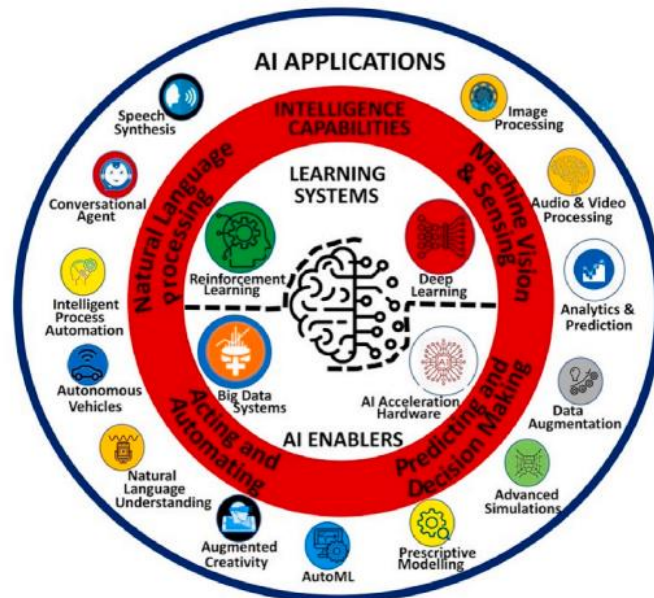 AI APPLICATIONS
INTELLIGENCE
CAPABILITIES
Speech
Synthesis
Image
Processing
Natural Language
Processing
Machine Vision
& Sensing
LEARNING
SYSTEMS
Conversational
Agent
Audio & Video
Processing
Reinforcement
Learning
Deep
Learning
Intelligent
Process
Automation
Analytics &
Prediction
Autonomous
Vehicles
Big Data
Systems
AI
AI Acceleration
Hardware
Data
Augmentation
AI ENABLERS
Acting and
Automating
Predicting and
Decision Making
Natural
Language
Understanding
Advanced
Simulations
Augmented
Creativity
AutoML
Prescriptive
Modelling